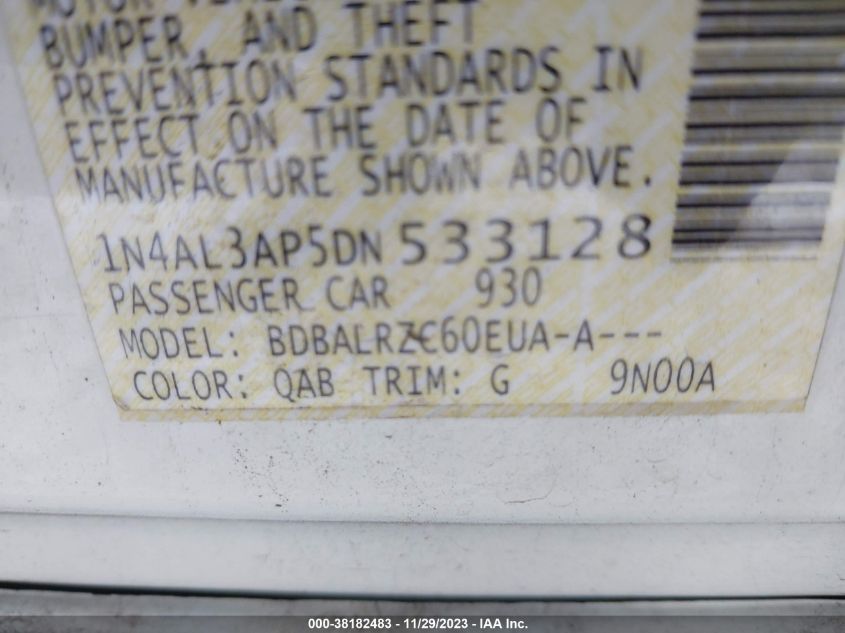 BUMPER, AND THEFT
PREVENTION STANDARDS IN
EFFECT ON THE DATE OF
MANUFACTURE SHOWN ABOVE.
1N4AL3AP5DN533128
PASSENGER CAR 930
MODEL: BDBALRZC60EUA-A---
COLOR: QAB TRIM: G 9N00A
000-38182483 - 11/29/2023 - IAA Inc.